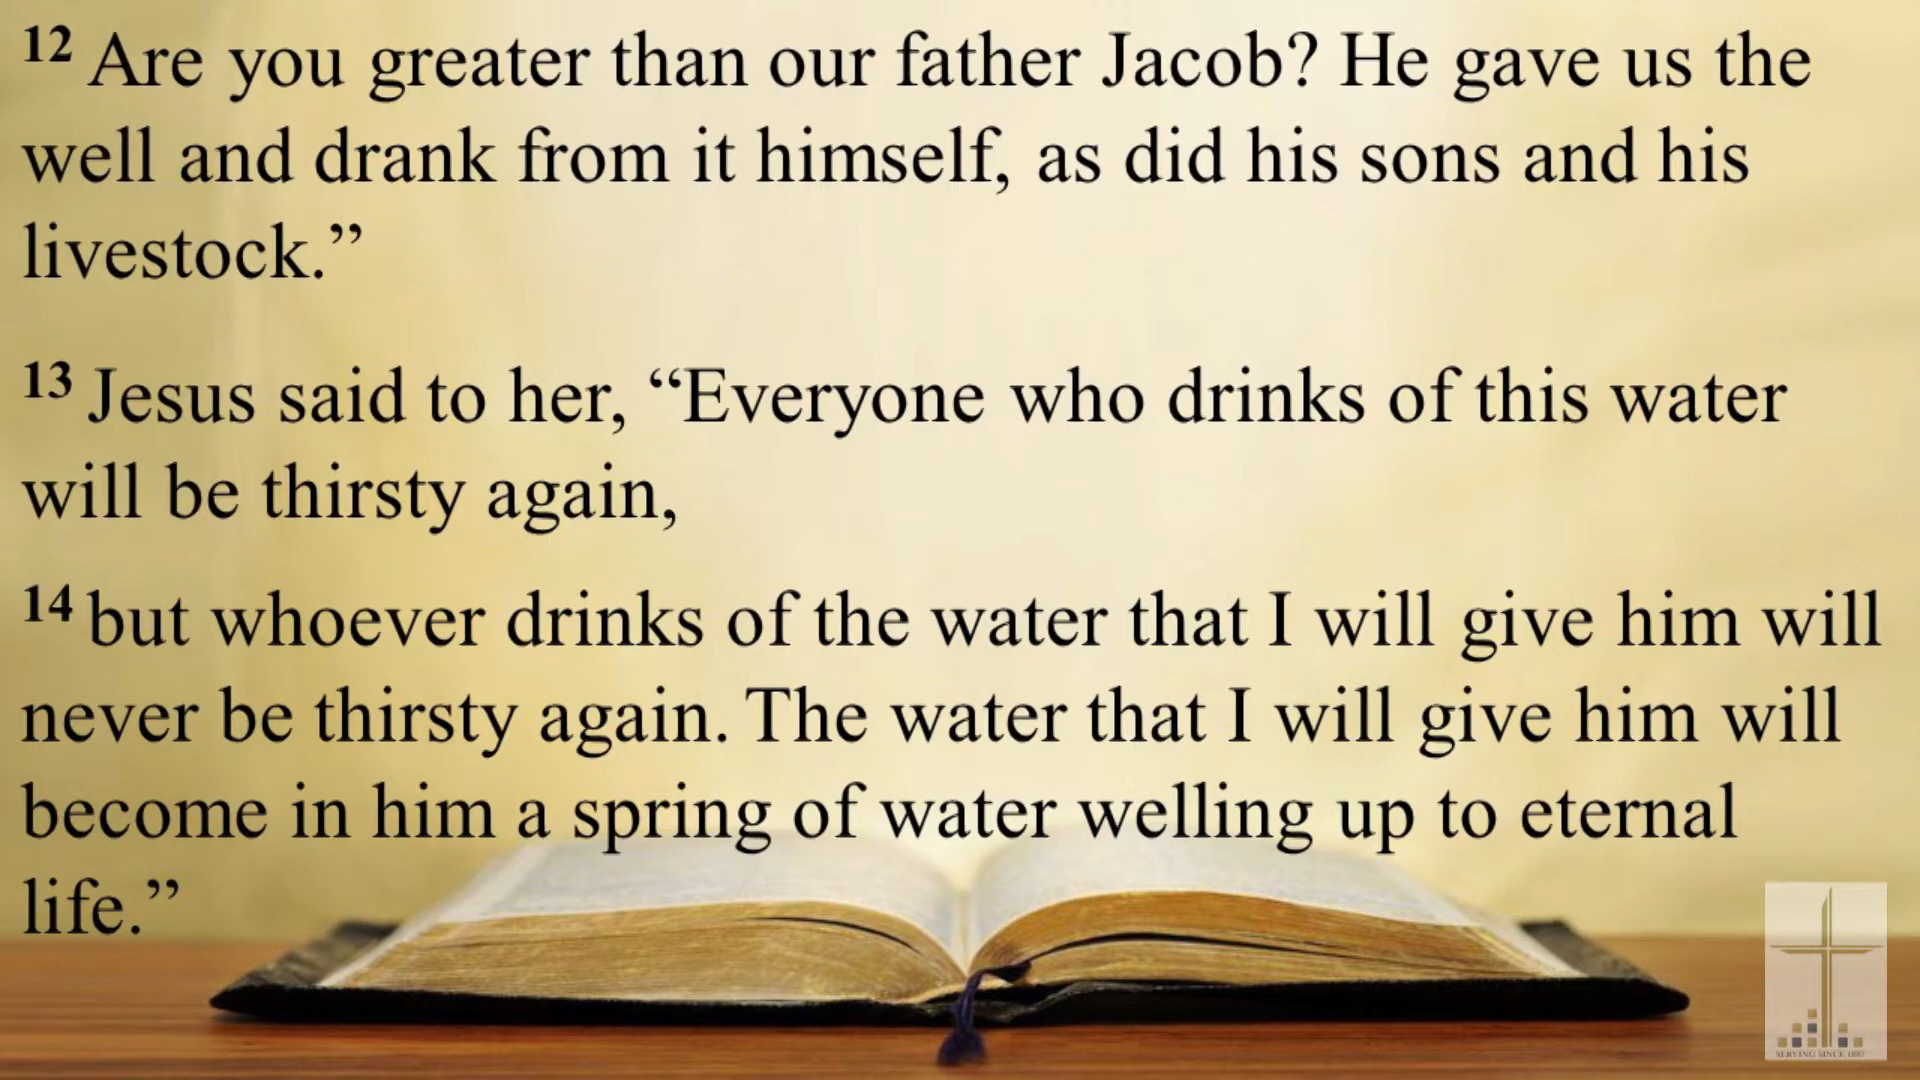 12 Are you greater than our father Jacob? He gave us the
well and drank from it himself, as did his sons and his
livestock.”
13 Jesus said to her, “Everyone who drinks of this water
will be thirsty again,
14 but whoever drinks of the water that I will give him will
never be thirsty again. The water that I will give him will
become in him a spring of water welling up to eternal
life.”
SERVING SINCE